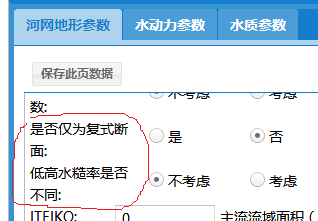 河网地形参数 水动力参数 水质参数
保存此页数据
数: 不考虑 考虑
是否仅为复式断
面: 是 否
低高水糙率是否
不同: 不考虑 考虑
ITFIKO: 0 主流流域面积（